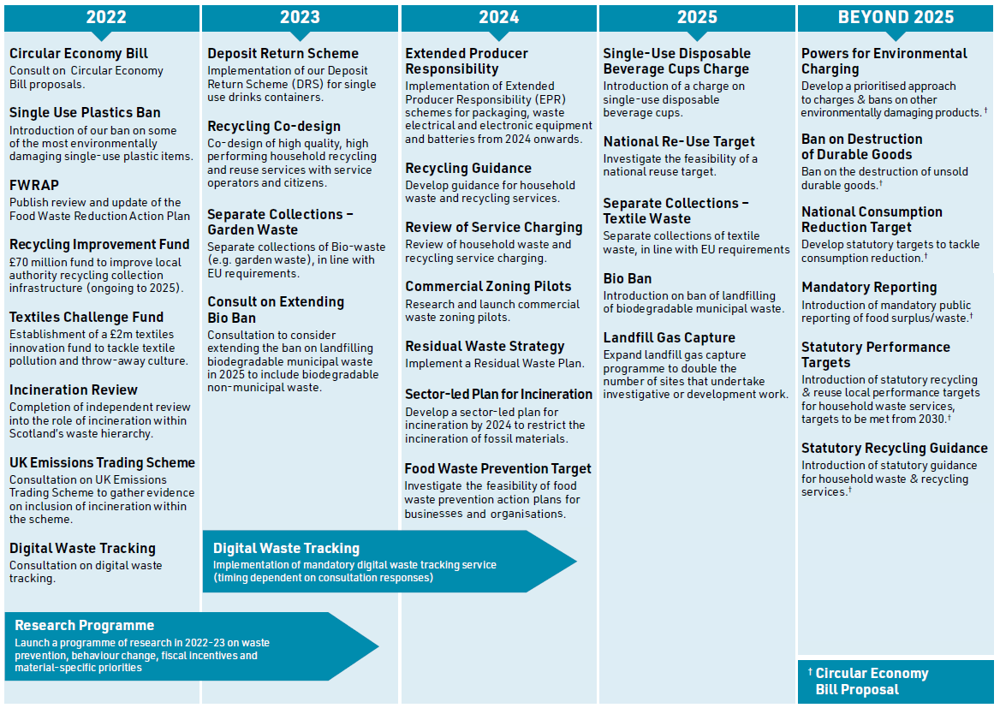 2022
Circular Economy Bill
Consult on Circular Economy
Bill proposals.
Single Use Plastics Ban
Introduction of our ban on some
of the most environmentally
damaging single-use plastic items.
FWRAP
Publish review and update of the
Food Waste Reduction Action Plan
Recycling Improvement Fund
£70 million fund to improve local
authority recycling collection
infrastructure (ongoing to 2025).
Textiles Challenge Fund
Establishment of a £2m textiles
innovation fund to tackle textile
pollution and throw-away culture.
Incineration Review
Completion of independent review
into the role of incineration within
Scotland's waste hierarchy.
UK Emissions Trading Scheme
Consultation on UK Emissions
Trading Scheme to gather evidence
on inclusion of incineration within
the scheme.
Digital Waste Tracking
Consultation on digital waste
tracking.
Research Programme
Launch a programme of research in 2022-23 on waste
prevention, behaviour change, fiscal incentives and
material-specific priorities
2023
Deposit Return Scheme
Implementation of our Deposit
Return Scheme (DRS) for single
use drinks containers.
Recycling Co-design
Co-design of high quality, high
performing household recycling
and reuse services with service
operators and citizens.
Separate Collections –
Garden Waste
Separate collections of Bio-waste
(e.g. garden waste), in line with
EU requirements.
Consult on Extending
Bio Ban
Consultation to consider
extending the ban on landfilling
biodegradable municipal waste
in 2025 to include biodegradable
non-municipal waste.
Digital Waste Tracking
Implementation of mandatory digital waste tracking service
(timing dependent on consultation responses)
2024
Extended Producer
Responsibility
Implementation of Extended
Producer Responsibility (EPR)
schemes for packaging, waste
electrical and electronic equipment
and batteries from 2024 onwards.
Recycling Guidance
Develop guidance for household
waste and recycling services.
Review of Service Charging
Review of household waste and
recycling service charging.
Commercial Zoning Pilots
Research and launch commercial
waste zoning pilots.
Residual Waste Strategy
Implement a Residual Waste Plan.
Sector-led Plan for Incineration
Develop a sector-led plan for
incineration by 2024 to restrict the
incineration of fossil materials.
Food Waste Prevention Target
Investigate the feasibility of food
waste prevention action plans for
businesses and organisations.
2025
Single-Use Disposable
Beverage Cups Charge
Introduction of a charge on
single-use disposable
beverage cups.
National Re-Use Target
Investigate the feasibility of a
national reuse target.
Separate Collections –
Textile Waste
Separate collections of textile
waste, in line with EU requirements
Bio Ban
Introduction on ban of landfilling
of biodegradable municipal waste.
Landfill Gas Capture
Expand landfill gas capture
programme to double the
number of sites that undertake
investigative or development work.
BEYOND 2025
Powers for Environmental
Charging
Develop a prioritised approach
to charges & bans on other
environmentally damaging products.†
Ban on Destruction
of Durable Goods
Ban on the destruction of unsold
durable goods.†
National Consumption
Reduction Target
Develop statutory targets to tackle
consumption reduction.†
Mandatory Reporting
Introduction of mandatory public
reporting of food surplus/waste.†
Statutory Performance
Targets
Introduction of statutory recycling
& reuse local performance targets
for household waste services,
targets to be met from 2030.†
Statutory Recycling Guidance
Introduction of statutory guidance
for household waste & recycling
services.†
† Circular Economy
Bill Proposal